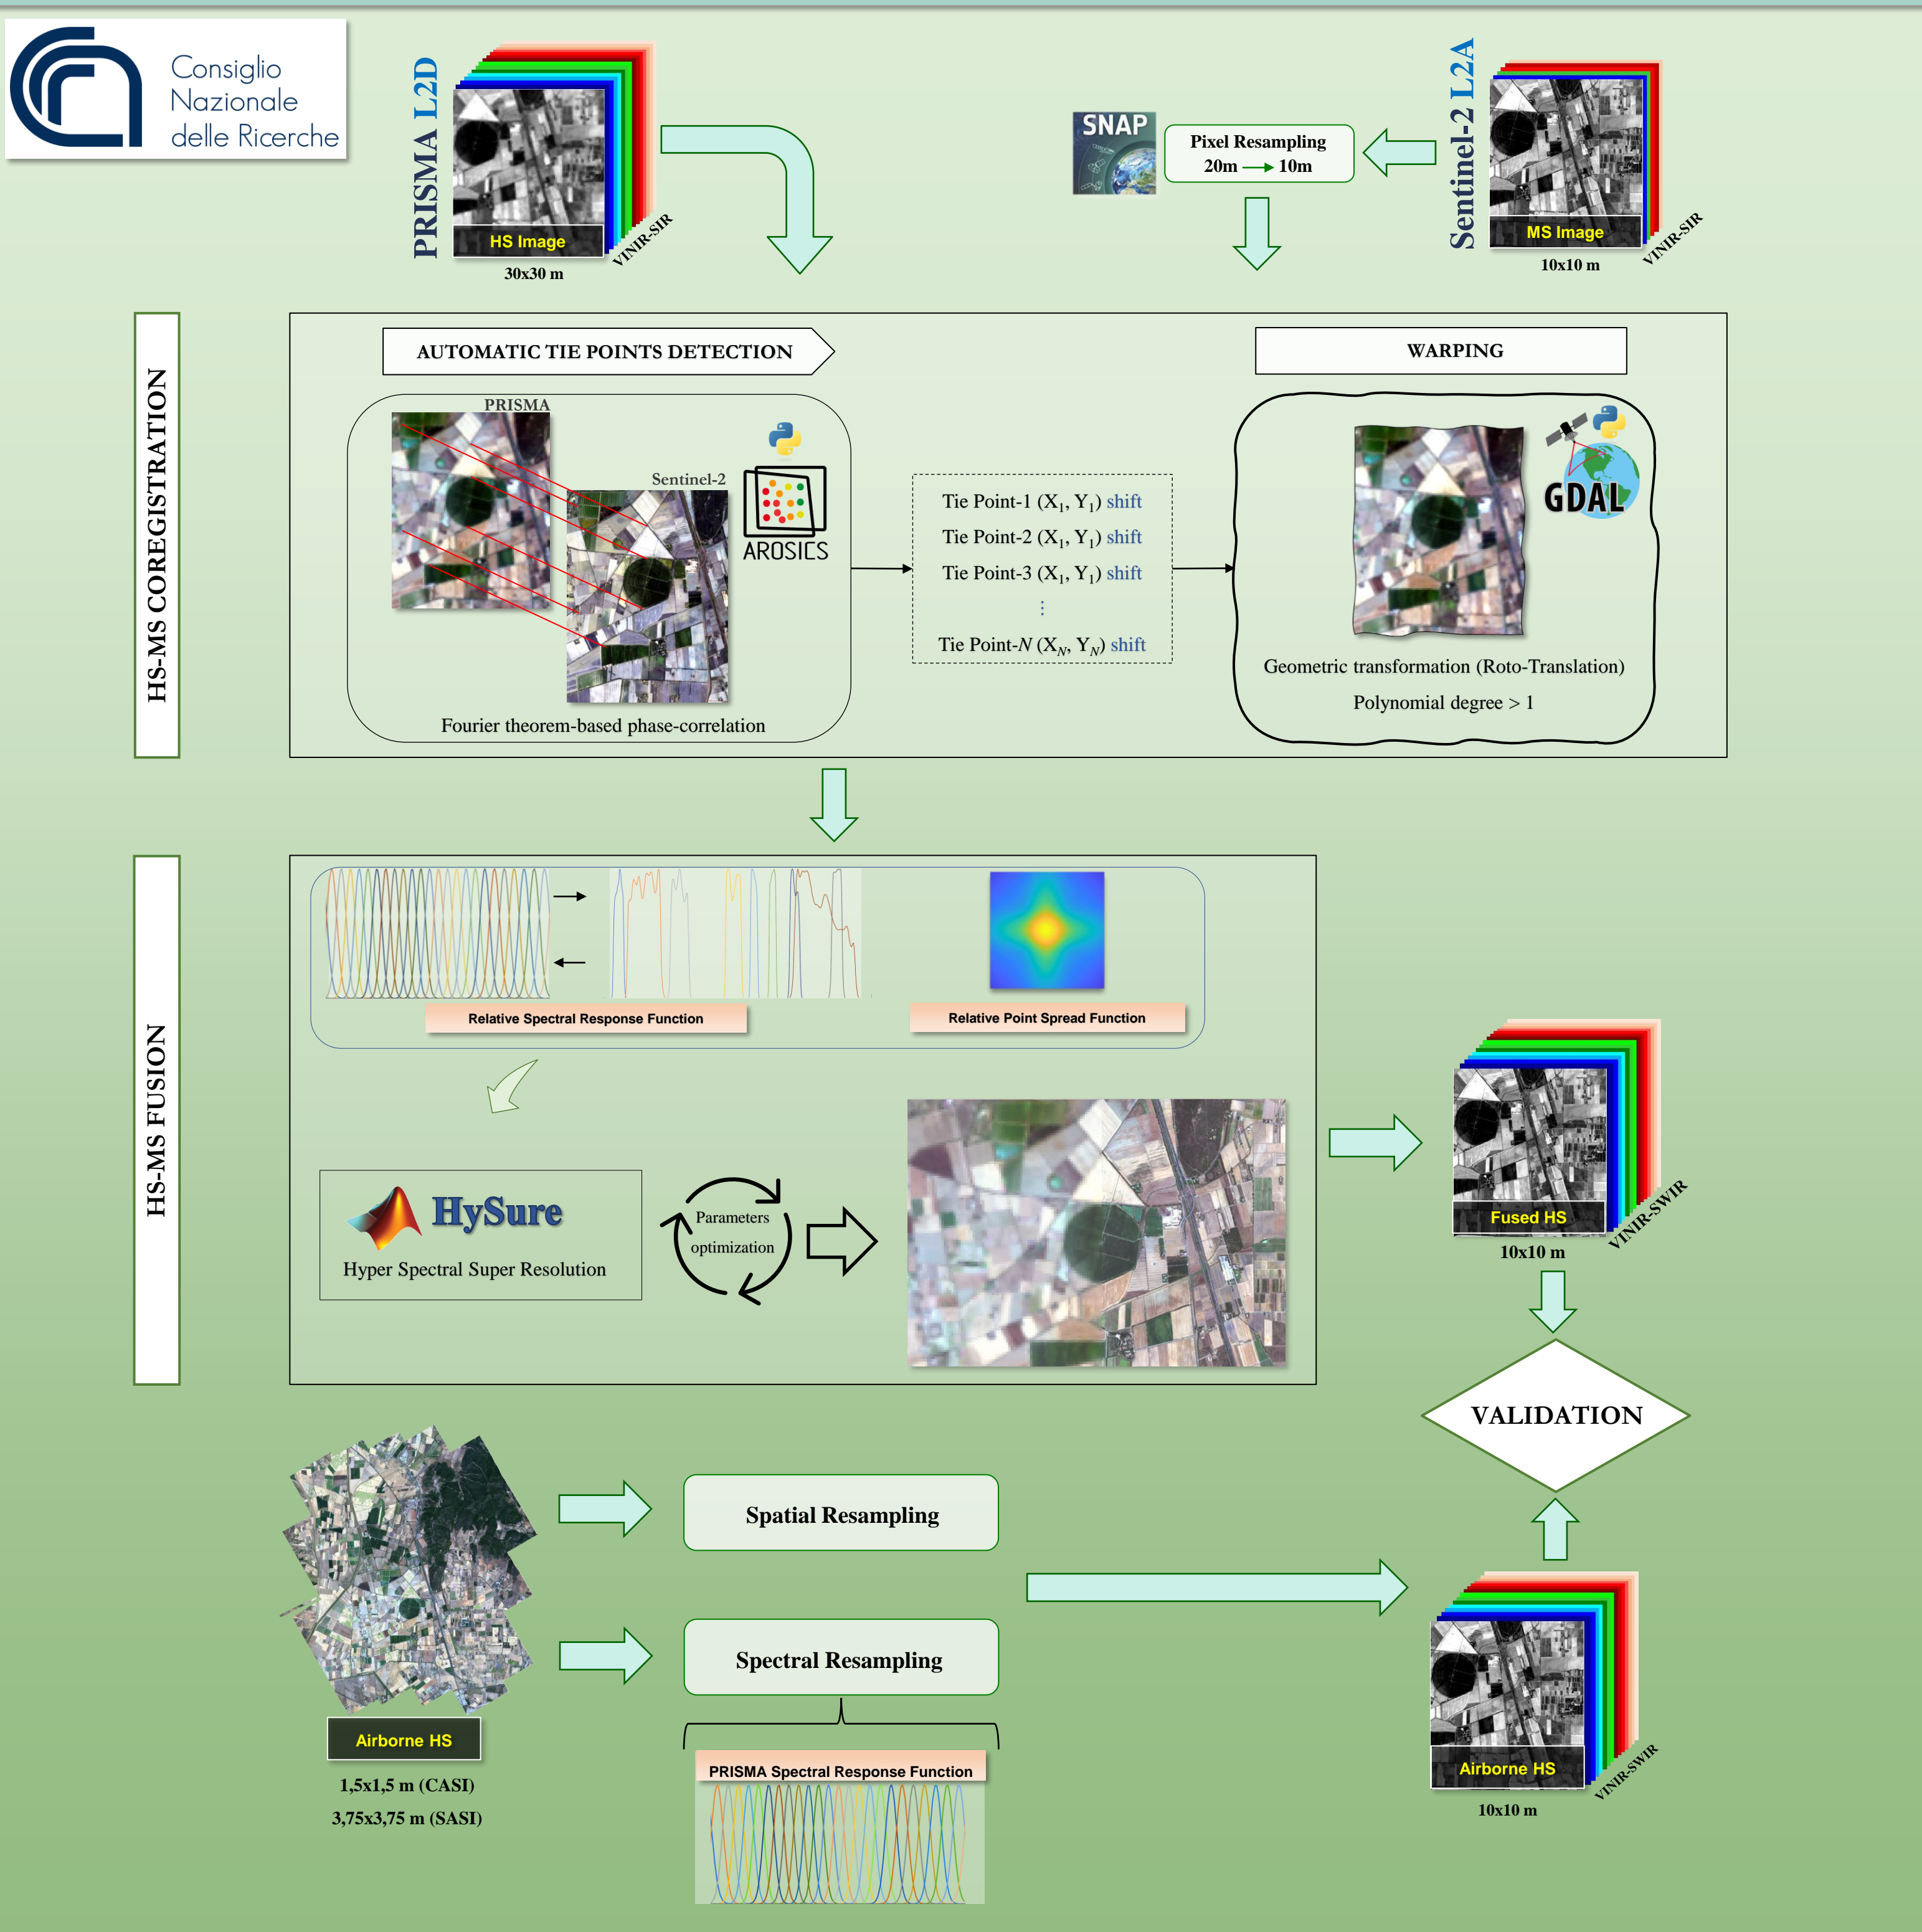 Consiglio
Nazionale
delle Ricerche
PRISMA L2D
HS Image
VINIR-SIR
30x30 m
SNAP
Pixel Resampling
20m 10m
Sentinel-2 L2A
MS Image
VINIR-SIR
10x10 m
HS-MS COREGISTRATION
AUTOMATIC TIE POINTS DETECTION
PRISMA
Sentinel-2
AROSICS
Fourier theorem-based phase-correlation
Tie Point-1 (X1, Y1) shift
Tie Point-2 (X1, Y1) shift
Tie Point-3 (X1, Y1) shift
⋮
Tie Point-N (XN, YN) shift
WARPING
GDAL
Geometric transformation (Roto-Translation)
Polynomial degree > 1
HS-MS FUSION
Relative Spectral Response Function
Relative Point Spread Function
HySure
Hyper Spectral Super Resolution
Parameters
optimization
Fused HS
VINIR-SWIR
10x10 m
VALIDATION
Airborne HS
1,5x1,5 m (CASI)
3,75x3,75 m (SASI)
Spatial Resampling
Spectral Resampling
PRISMA Spectral Response Function
Airborne HS
VINIR-SWIR
10x10 m